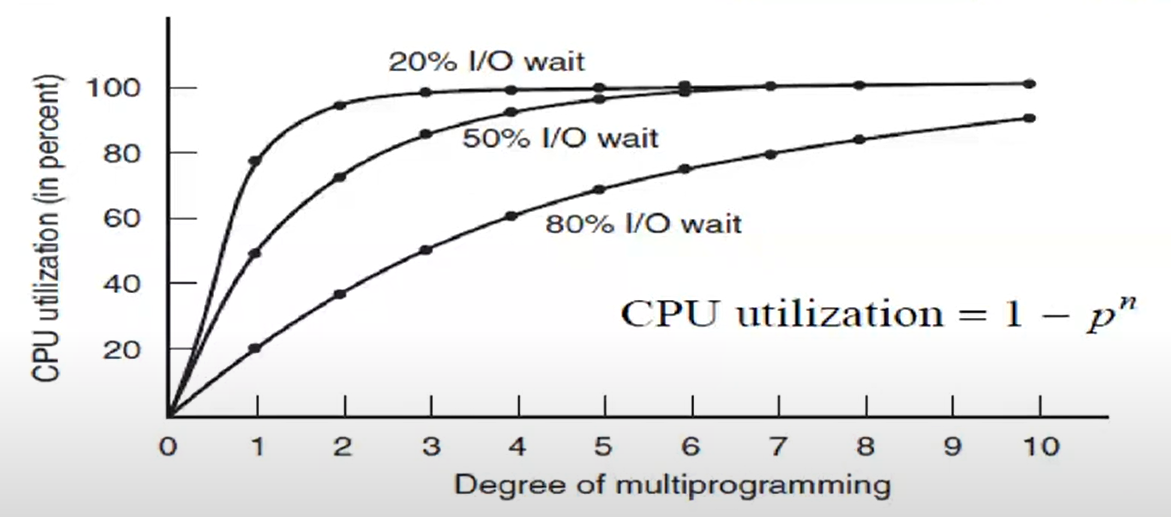 20% I/O wait
100
50% I/O wait
80
60
80% I/O wait
40
CPU utilization = 1 − pⁿ
20
CPU utilization (in percent)
0 1 2 3 4 5 6 7 8 9 10
Degree of multiprogramming